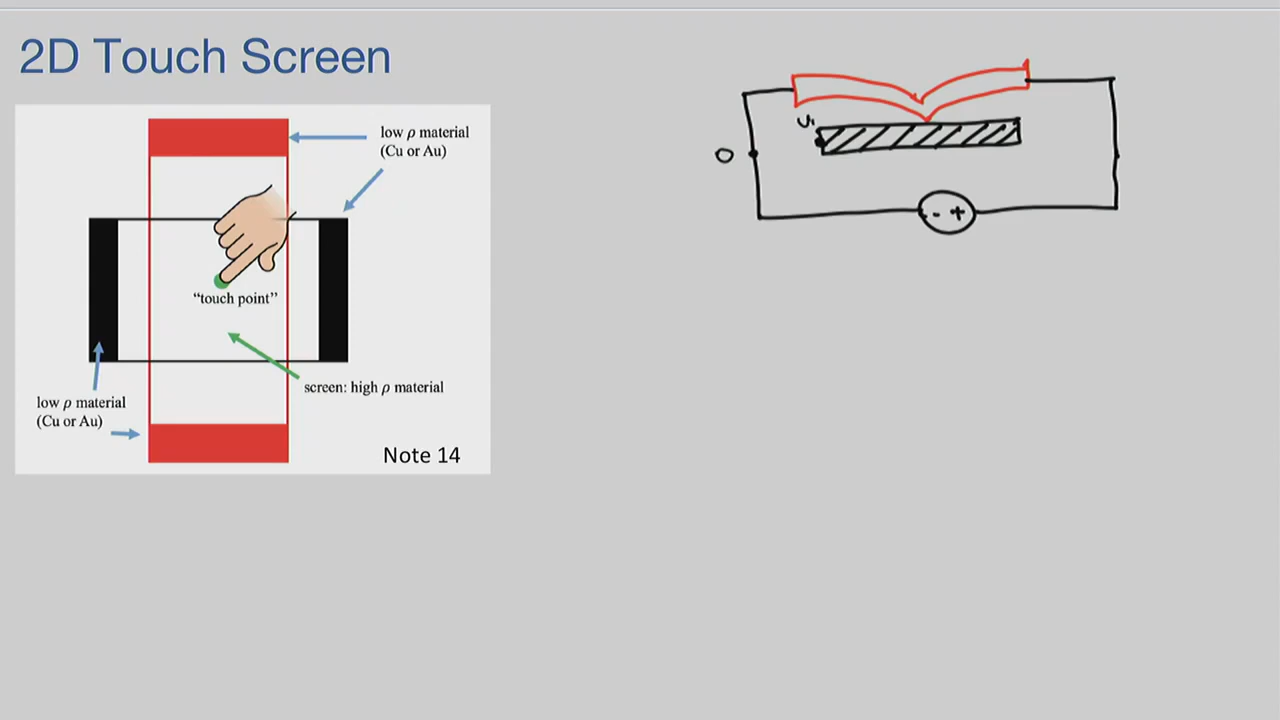 2D Touch Screen
low ρ material
(Cu or Au)
"touch point"
screen: high ρ material
low ρ material
(Cu or Au)
Note 14
0
- +